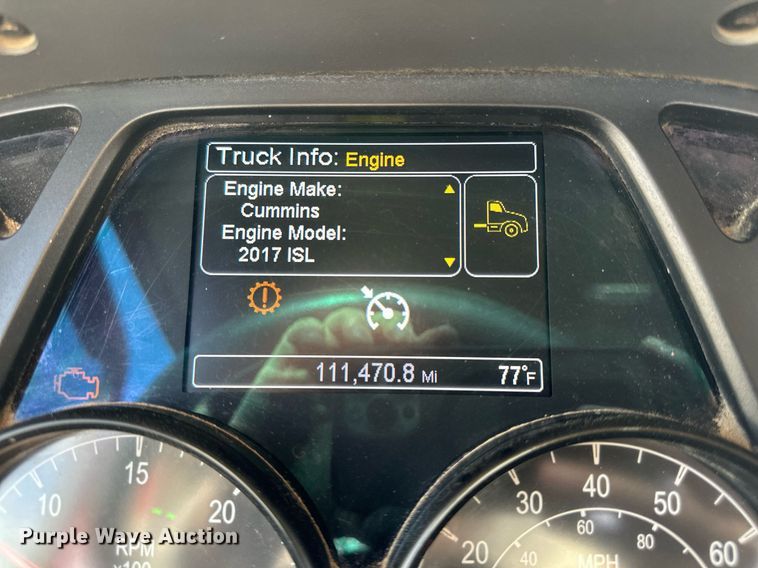 Truck Info: Engine
Engine Make:
Cummins
Engine Model:
2017 ISL
111,470.8 Mi 77°F
10 15 20
RPM
x100
20 30 40 50 60
40 60 80
MPH
Purple Wave Auction